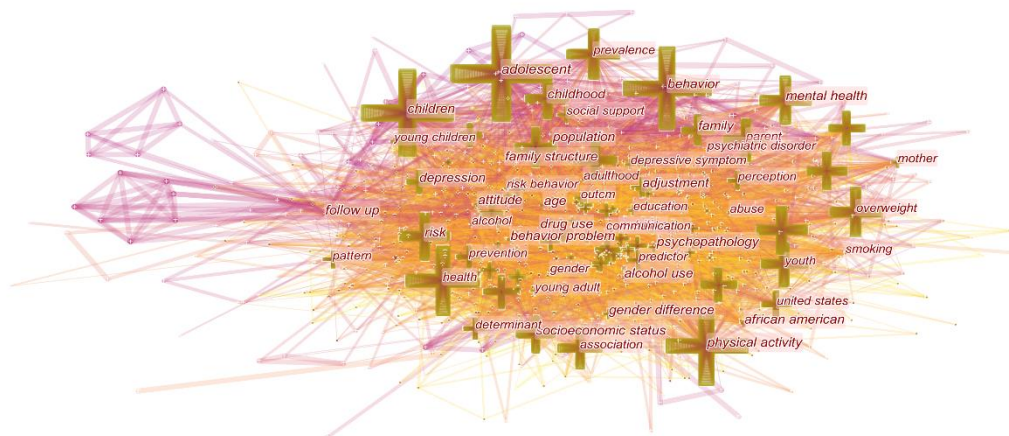 prevalence
adolescent
behavior
childhood
mental health
children
social support
family
young children
population
parent
psychiatric disorder
family structure
depressive symptom
mother
depression
adulthood
risk behavior
adjustment
perception
attitude
outcm
age
education
abuse
follow up
overweight
alcohol
drug use
communication
risk
behavior problem
psychopathology
smoking
pattern
prevention
predictor
youth
gender
alcohol use
health
young adult
united states
gender difference
african american
determinant
socioeconomic status
association
physical activity